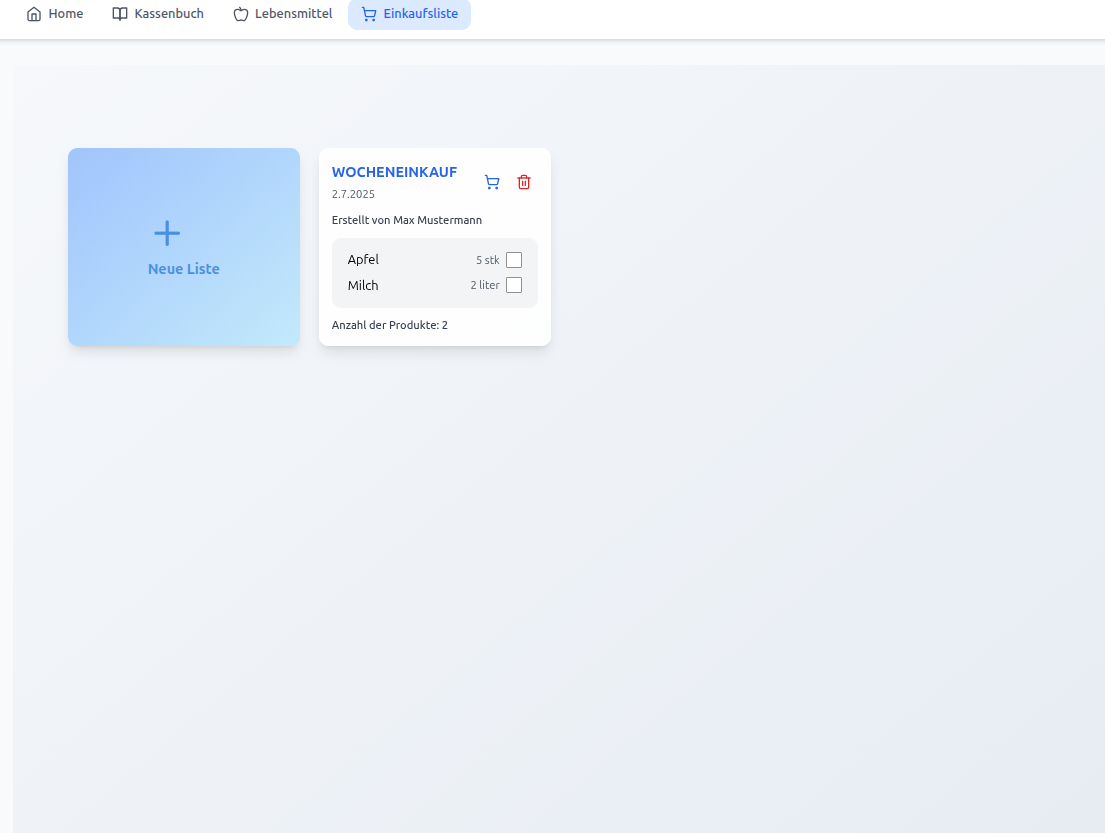 Home Kassenbuch Lebensmittel Einkaufsliste
Neue Liste
WOCHENEINKAUF
2.7.2025
Erstellt von Max Mustermann
Apfel 5 stk
Milch 2 liter
Anzahl der Produkte: 2